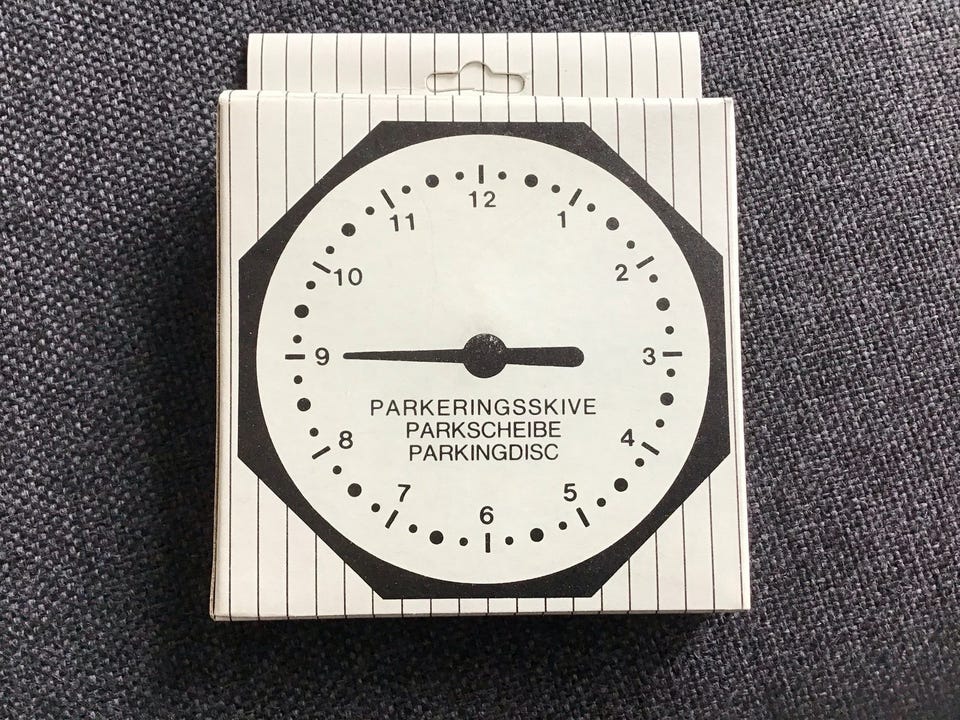 12
11 1
10 2
9 3
8 4
7 5
6
PARKERINGSSKIVE
PARKSCHEIBE
PARKINGDISC